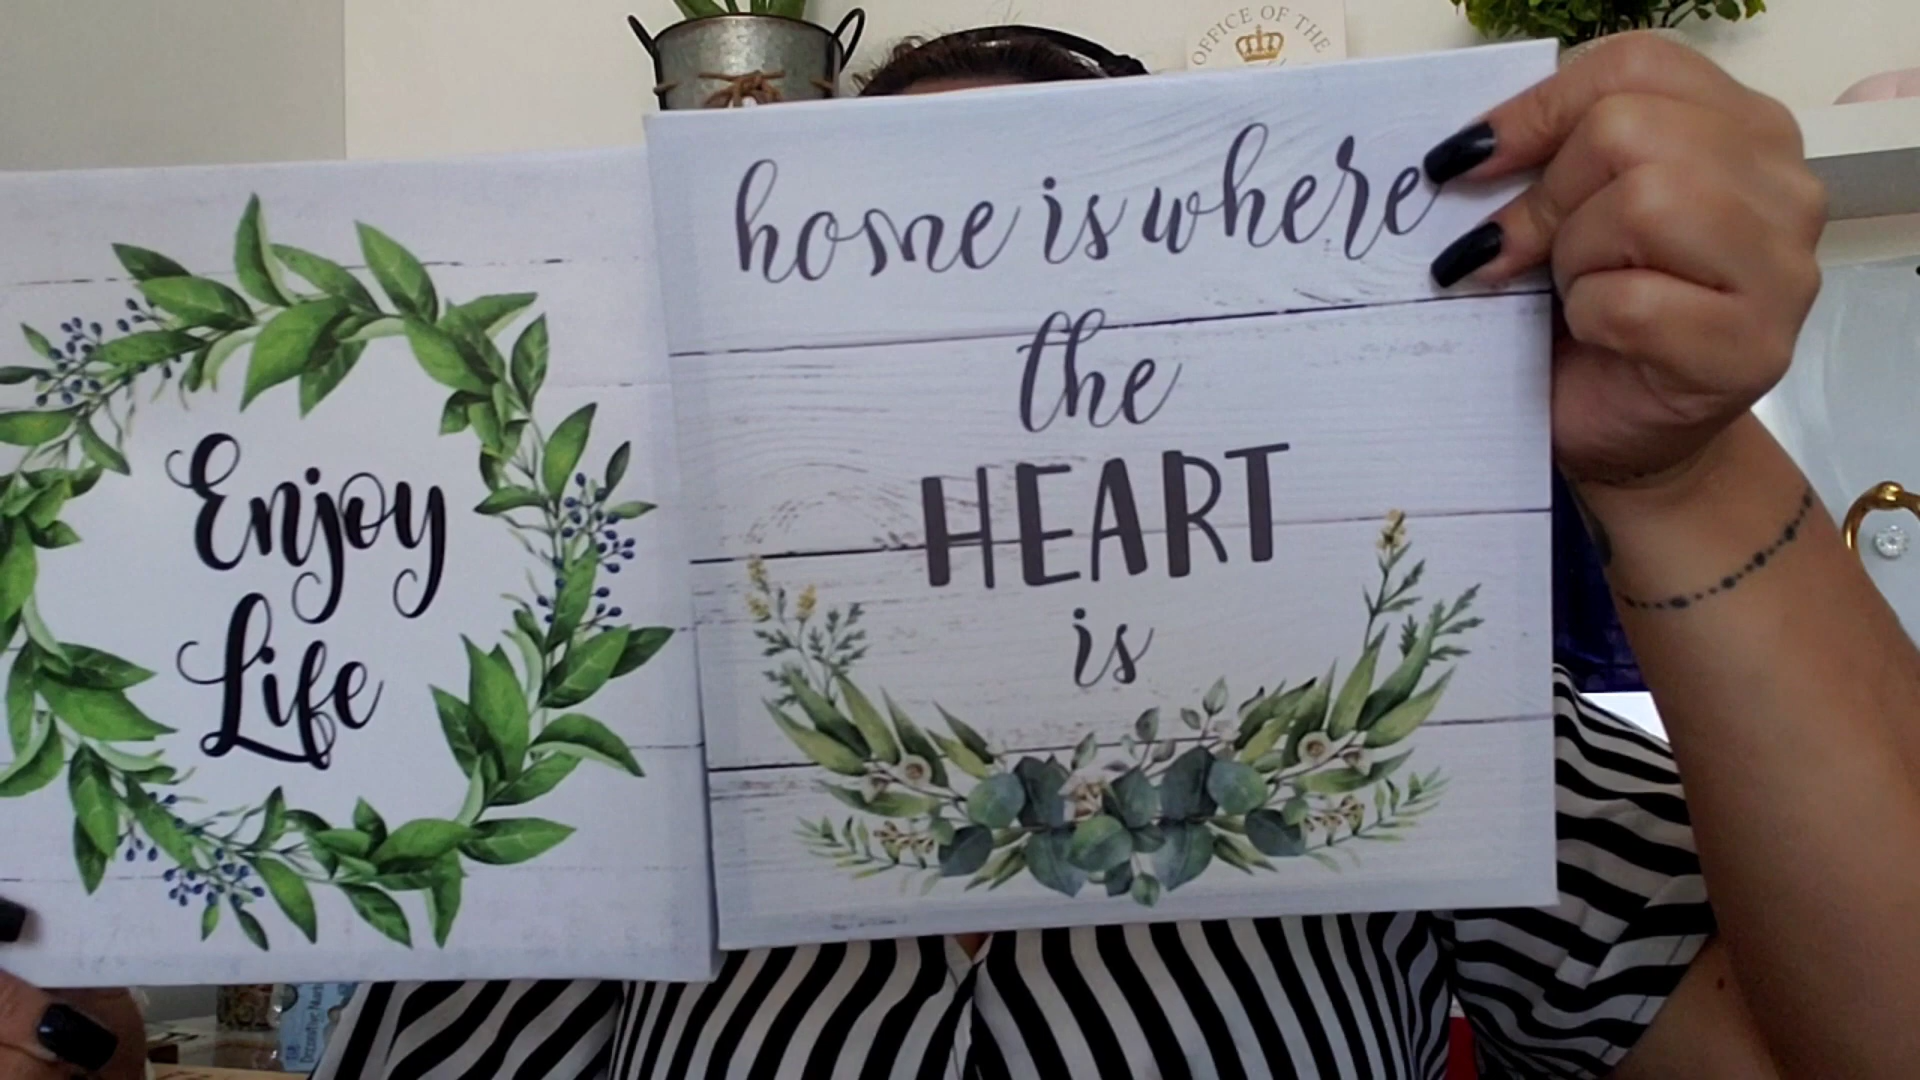 OFFICE OF THE
Enjoy
Life
home is where
the
HEART
is